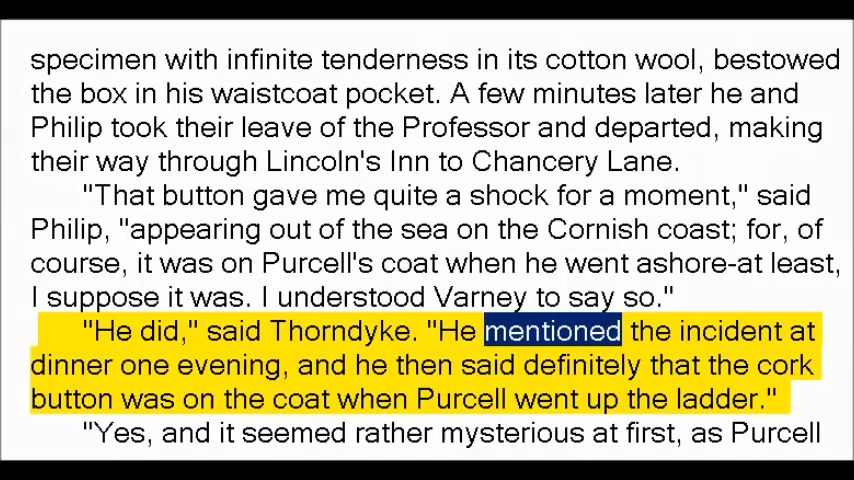 specimen with infinite tenderness in its cotton wool, bestowed
the box in his waistcoat pocket. A few minutes later he and
Philip took their leave of the Professor and departed, making
their way through Lincoln's Inn to Chancery Lane.
"That button gave me quite a shock for a moment," said
Philip, "appearing out of the sea on the Cornish coast; for, of
course, it was on Purcell's coat when he went ashore-at least,
I suppose it was. I understood Varney to say so."
"He did," said Thorndyke. "He mentioned the incident at
dinner one evening, and he then said definitely that the cork
button was on the coat when Purcell went up the ladder."
"Yes, and it seemed rather mysterious at first, as Purcell